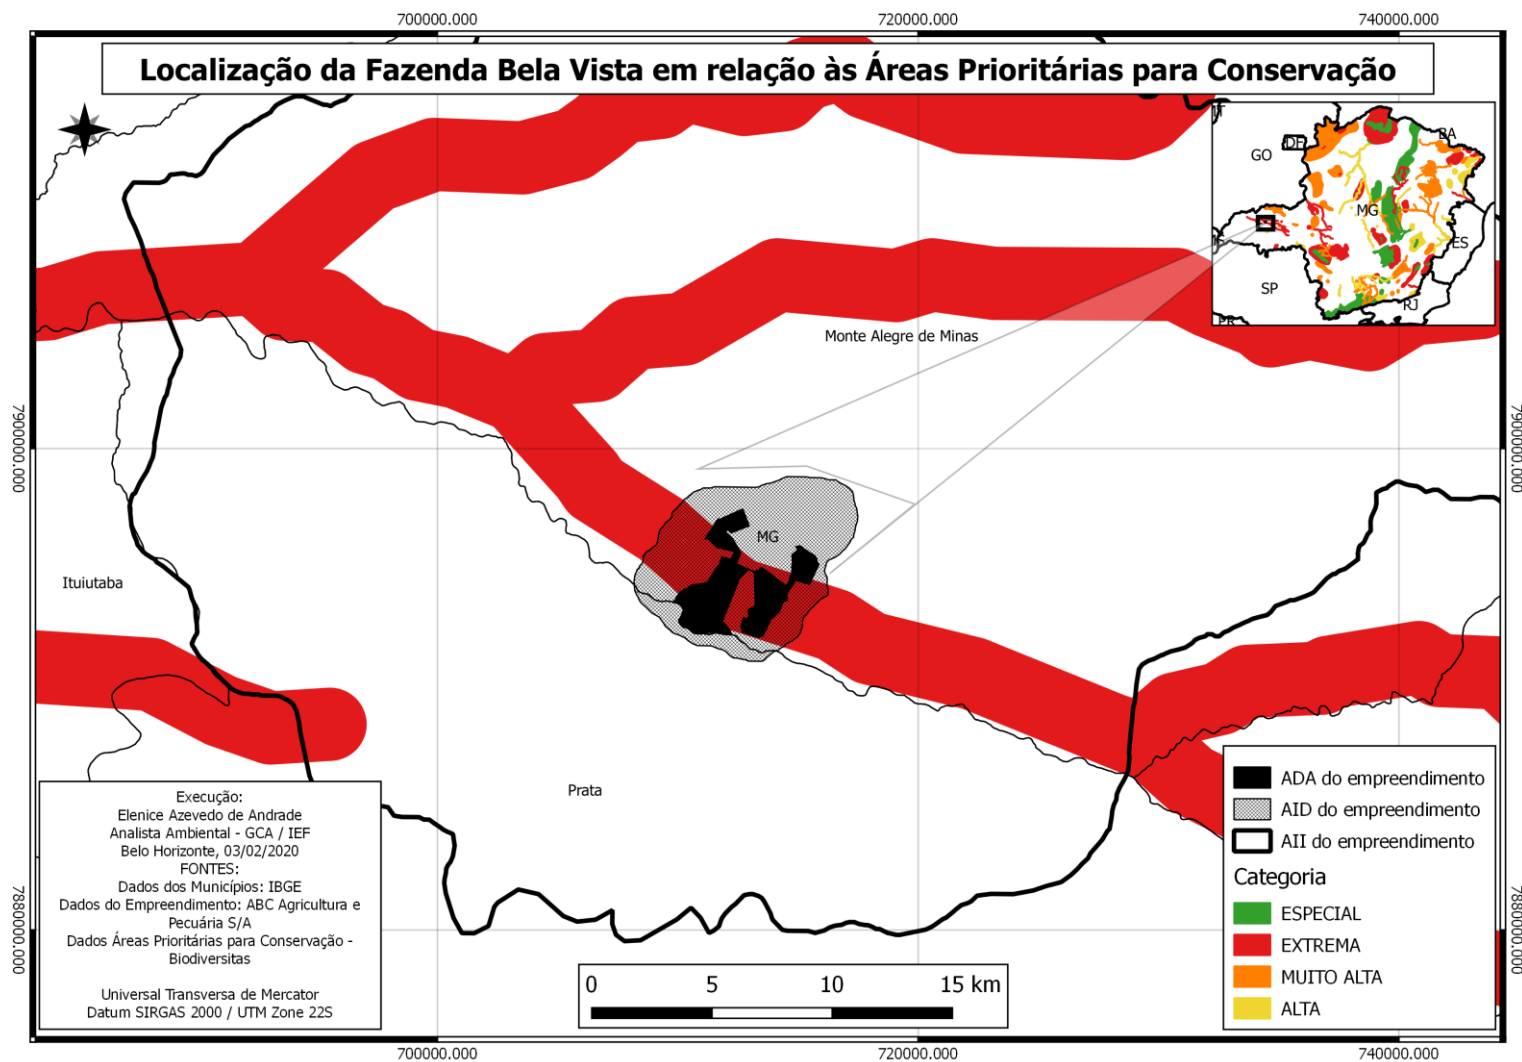 700000.000
720000.000
740000.000
Localização da Fazenda Bela Vista em relação às Áreas Prioritárias para Conservação
BA
DF
GO
MG
ES
SP
RJ
PR
Monte Alegre de Minas
7900000.000
7900000.000
MG
Ituiutaba
Prata
Execução:
Elenice Azevedo de Andrade
Analista Ambiental - GCA / IEF
Belo Horizonte, 03/02/2020
FONTES:
Dados dos Municípios: IBGE
Dados do Empreendimento: ABC Agricultura e
Pecuária S/A
Dados Áreas Prioritárias para Conservação -
Biodiversitas
Universal Transversa de Mercator
Datum SIRGAS 2000 / UTM Zone 22S
ADA do empreendimento
AID do empreendimento
AII do empreendimento
Categoria
ESPECIAL
EXTREMA
MUITO ALTA
ALTA
7880000.000
7880000.000
0 5 10 15 km
700000.000
720000.000
740000.000